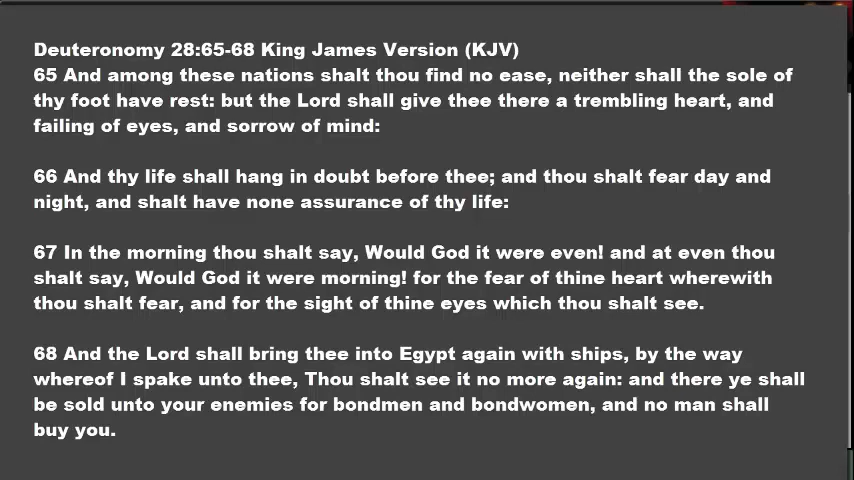 Deuteronomy 28:65-68 King James Version (KJV)
65 And among these nations shalt thou find no ease, neither shall the sole of
thy foot have rest: but the Lord shall give thee there a trembling heart, and
failing of eyes, and sorrow of mind:
66 And thy life shall hang in doubt before thee; and thou shalt fear day and
night, and shalt have none assurance of thy life:
67 In the morning thou shalt say, Would God it were even! and at even thou
shalt say, Would God it were morning! for the fear of thine heart wherewith
thou shalt fear, and for the sight of thine eyes which thou shalt see.
68 And the Lord shall bring thee into Egypt again with ships, by the way
whereof I spake unto thee, Thou shalt see it no more again: and there ye shall
be sold unto your enemies for bondmen and bondwomen, and no man shall
buy you.